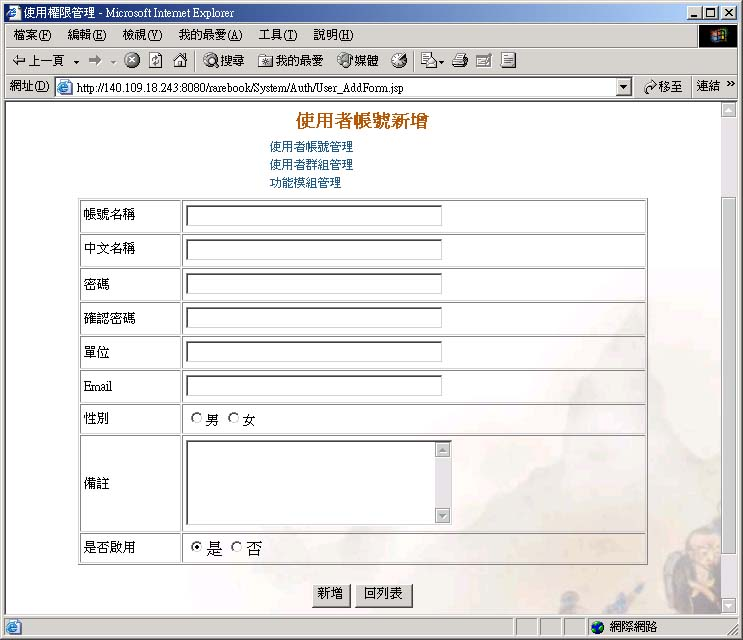 使用權限管理 - Microsoft Internet Explorer
檔案(F) 編輯(E) 檢視(V) 我的最愛(A) 工具(T) 說明(H)
上一頁 搜尋 我的最愛 媒體
網址(D) http://140.109.18.243:8080/rarebook/System/Auth/User_AddForm.jsp 移至 連結 »
使用者帳號新增
使用者帳號管理
使用者群組管理
功能模組管理
帳號名稱
中文名稱
密碼
確認密碼
單位
Email
性別 男 女
備註
是否啟用 是 否
新增 回列表
網際網路